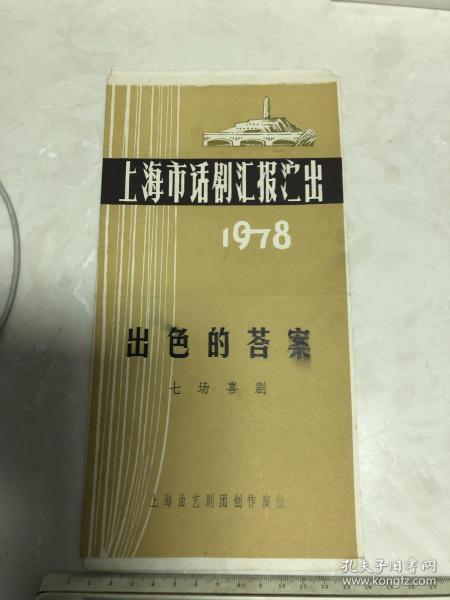 上海市话剧汇报演出
1978
出色的荅案
七场喜剧
上海曲艺剧团创作演出
孔夫子旧书网
www.kongfz.com